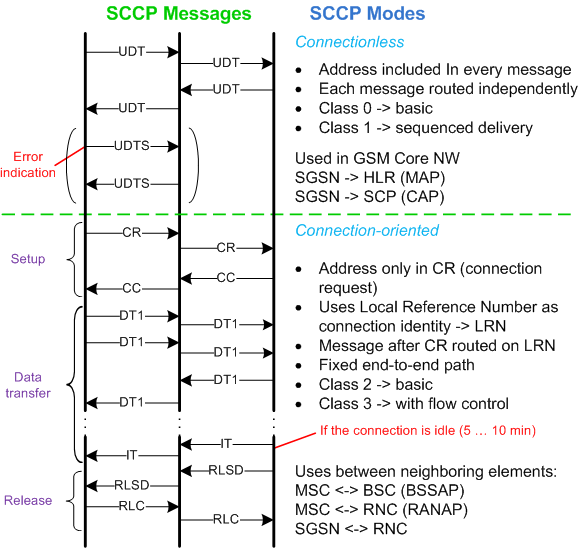 SCCP Messages
SCCP Modes
Connectionless
UDT
UDT
UDT
UDT
• Address included In every message
• Each message routed independently
• Class 0 -> basic
• Class 1 -> sequenced delivery
Error
indication
UDTS
UDTS
Used in GSM Core NW
SGSN -> HLR (MAP)
SGSN -> SCP (CAP)
Connection-oriented
Setup
CR
CR
CC
CC
• Address only in CR (connection
request)
• Uses Local Reference Number as
connection identity -> LRN
• Message after CR routed on LRN
• Fixed end-to-end path
• Class 2 -> basic
• Class 3 -> with flow control
Data
transfer
DT1
DT1
DT1
DT1
DT1
DT1
If the connection is idle (5 … 10 min)
IT
IT
Release
RLSD
RLSD
RLC
RLC
Uses between neighboring elements:
MSC <-> BSC (BSSAP)
MSC <-> RNC (RANAP)
SGSN <-> RNC